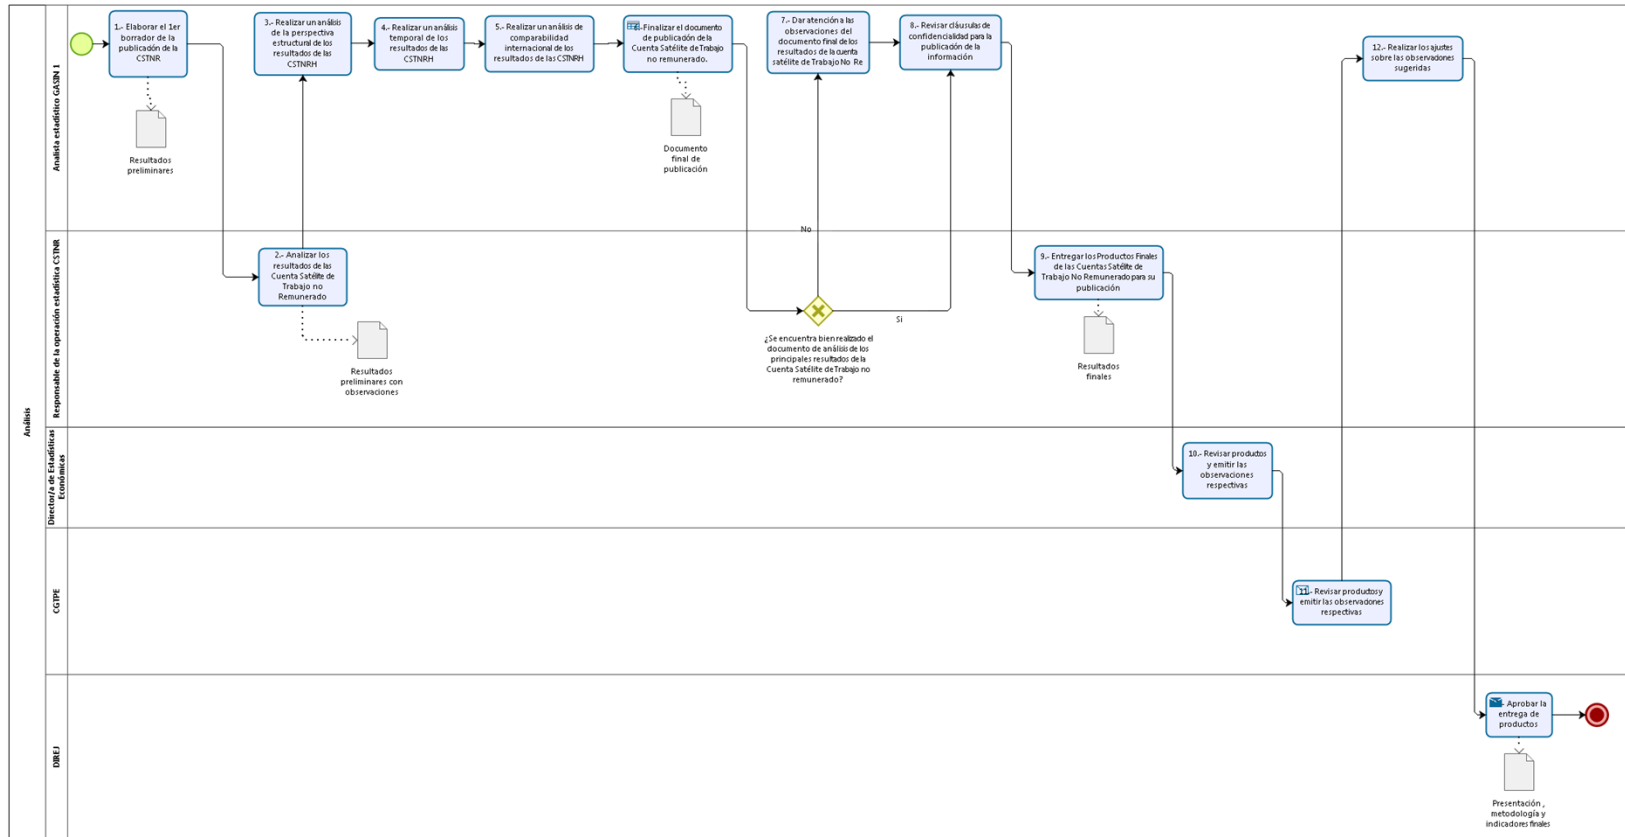 Análisis
Analista estadístico GASIN 1
1.- Elaborar el 1er
borrador de la
publicación de la
CSTNR
Resultados
preliminares
3.- Realizar un análisis
de la perspectiva
estructural de los
resultados de las
CSTNRH
4.- Realizar un análisis
temporal de los
resultados de las
CSTNRH
5.- Realizar un análisis de
comparabilidad
internacional de los
resultados de las CSTNRH
6.- Finalizar el documento
de publicación de la
Cuenta Satélite de Trabajo
no remunerado.
Documento
final de
publicación
7.- Dar atención a las
observaciones del
documento final de los
resultados de la cuenta
satélite de Trabajo No Re
8.- Revisar cláusulas de
confidencialidad para la
publicación de la
información
12.- Realizar los ajustes
sobre las observaciones
sugeridas
Responsable de la operación estadística CSTNR
2.- Analizar los
resultados de las
Cuenta Satélite de
Trabajo no
Remunerado
Resultados
preliminares con
observaciones
No
Si
¿Se encuentra bien realizado el
documento de análisis de los
principales resultados de la
Cuenta Satélite de Trabajo no
remunerado?
9.- Entregar los Productos Finales
de las Cuentas Satélite de
Trabajo No Remunerado para su
publicación
Resultados
finales
Director/a de Estadísticas
Económicas
10.- Revisar productos
y emitir las
observaciones
respectivas
CGTPE
11.- Revisar productos y
emitir las observaciones
respectivas
DIREJ
- Aprobar la
entrega de
productos
Presentación ,
metodología y
indicadores finales